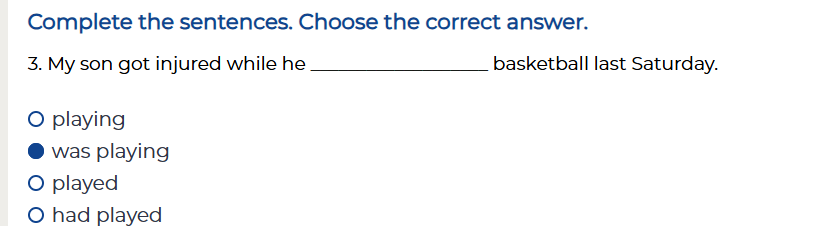 Complete the sentences. Choose the correct answer.
3. My son got injured while he ____________________ basketball last Saturday.
playing
was playing
played
had played